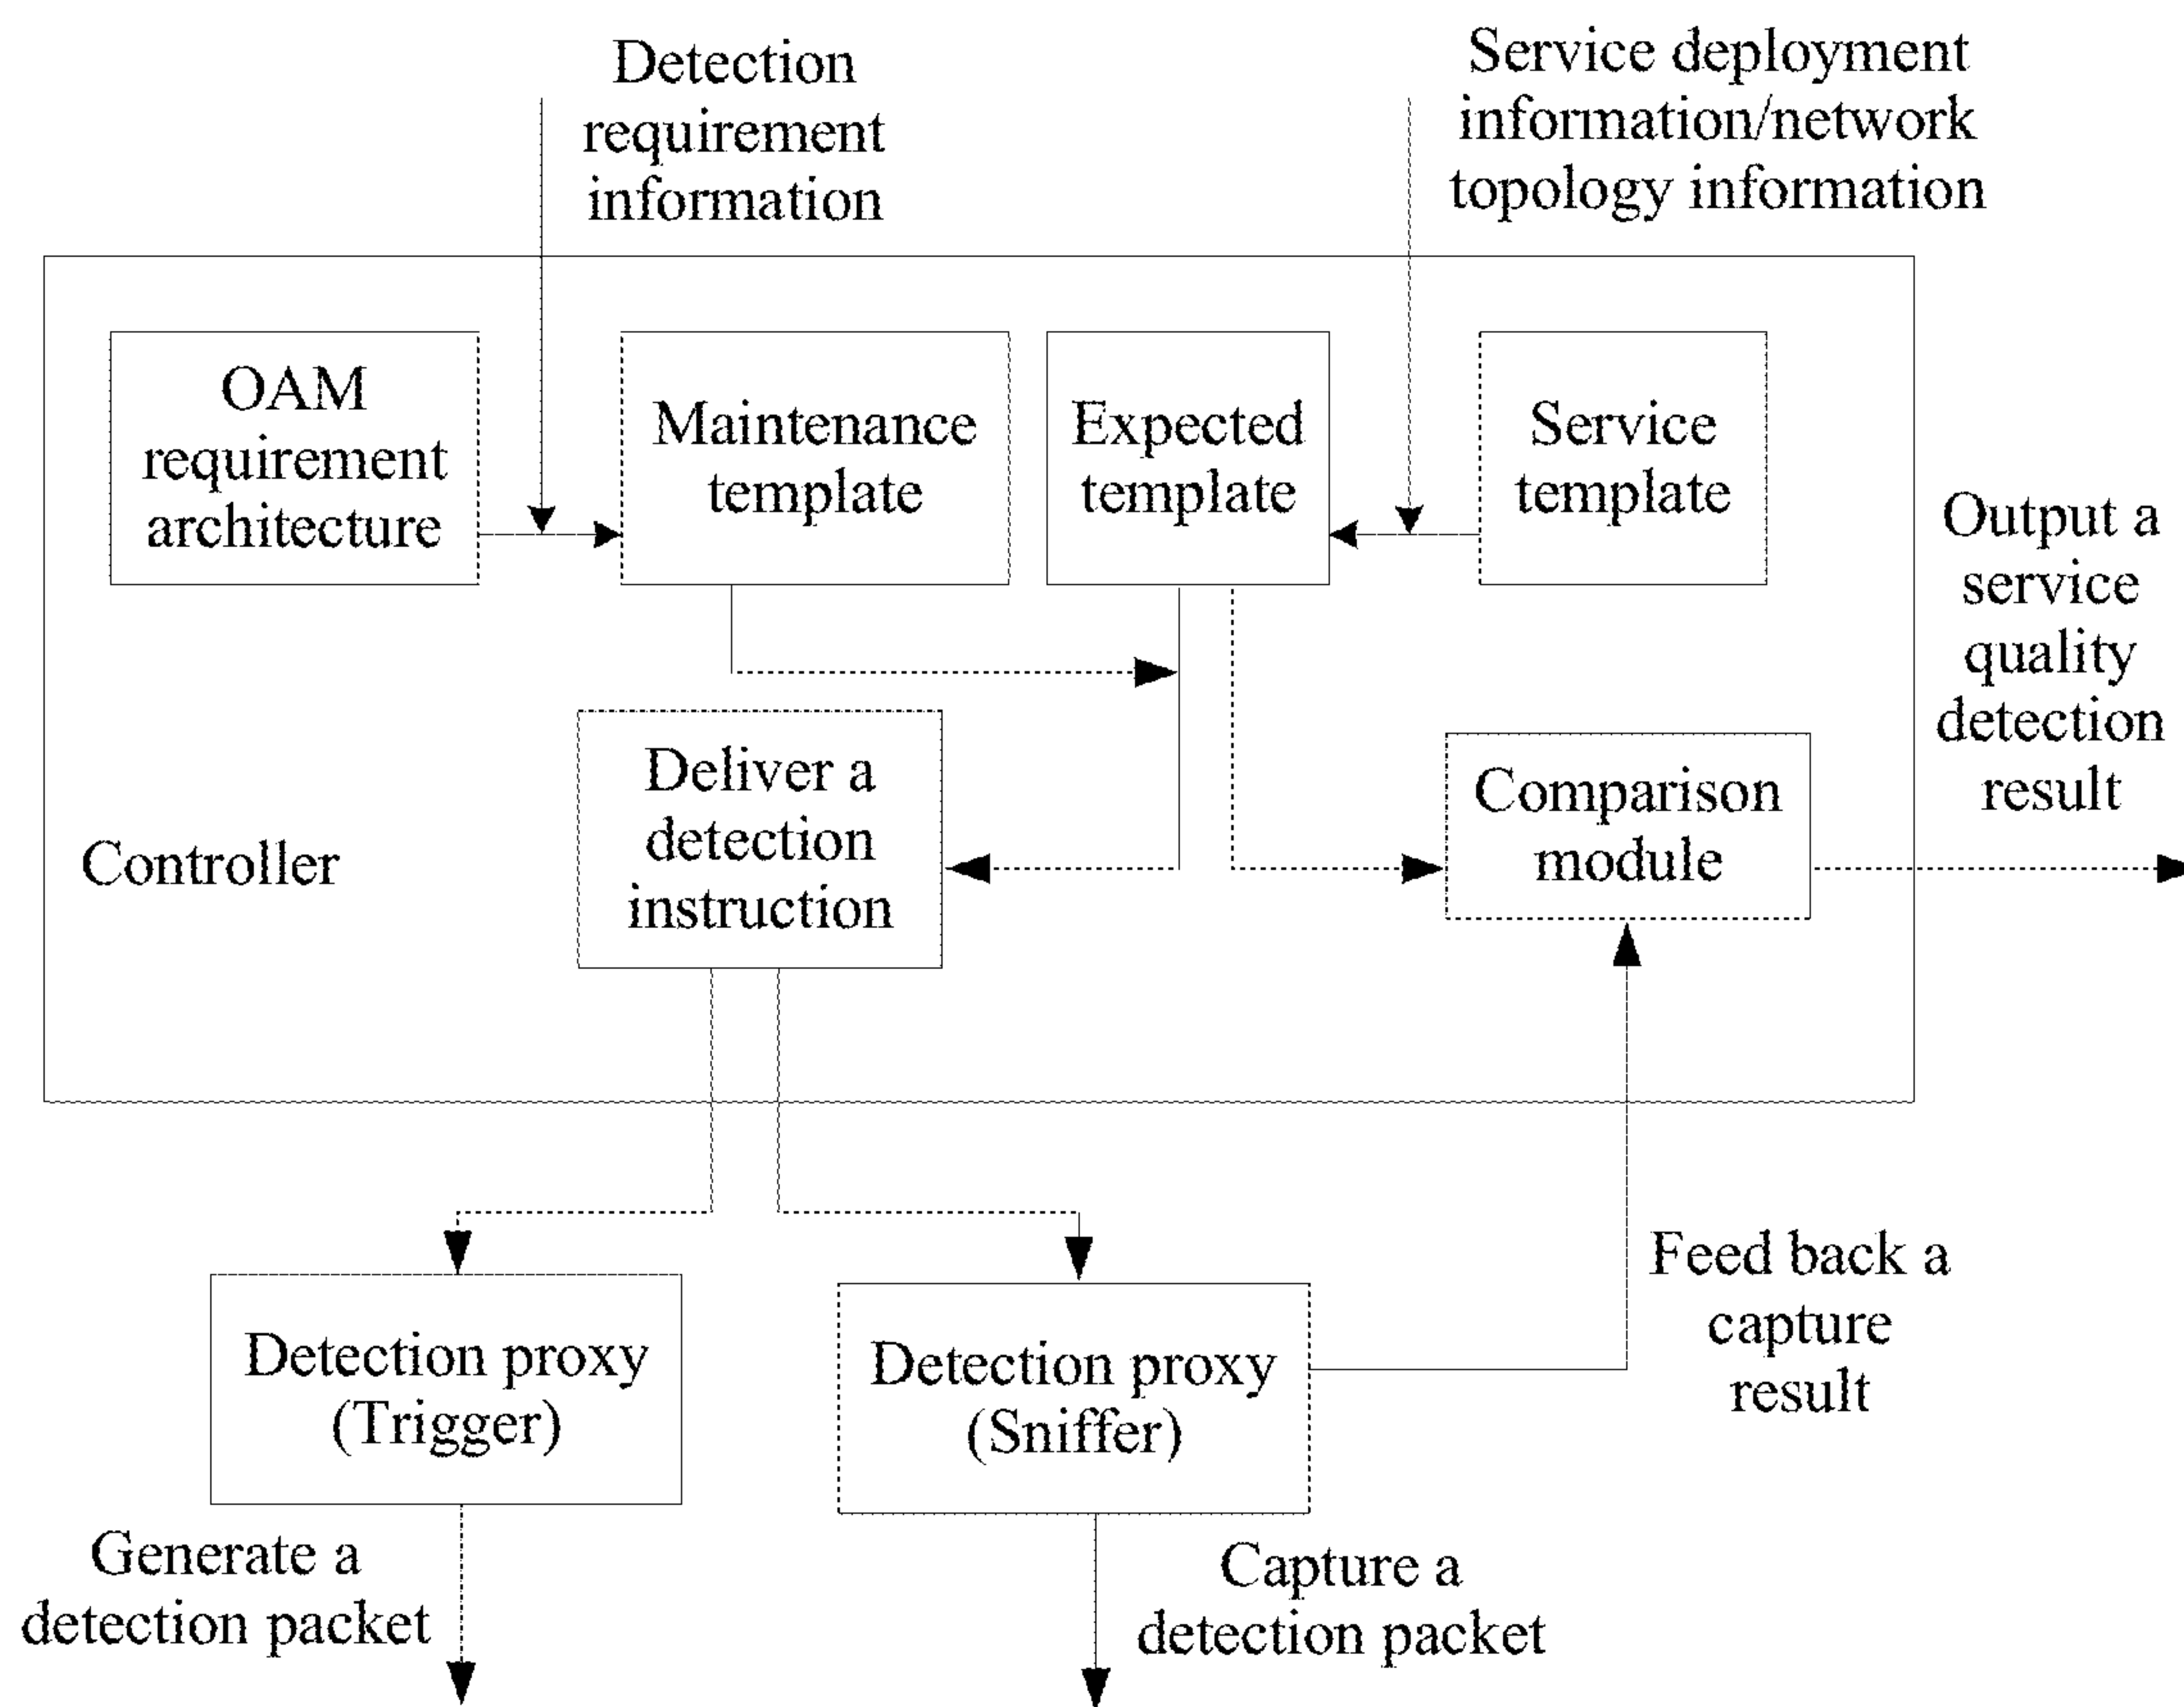 Detection
requirement
information
Service deployment
information/network
topology information
OAM
requirement
architecture
Maintenance
template
Expected
template
Service
template
Output a
service
quality
detection
result
Deliver a
detection
instruction
Comparison
module
Controller
Feed back a
capture
result
Detection proxy
(Trigger)
Detection proxy
(Sniffer)
Generate a
detection packet
Capture a
detection packet